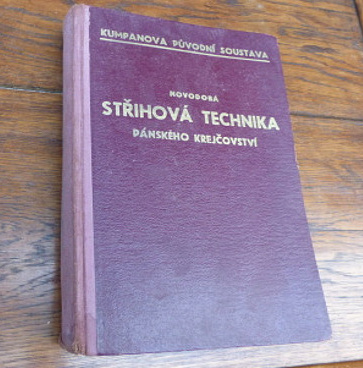 KUMPANOVA PŮVODNÍ SOUSTAVA
NOVODOBÁ
STŘIHOVÁ TECHNIKA
PÁNSKÉHO KREJČOVSTVÍ